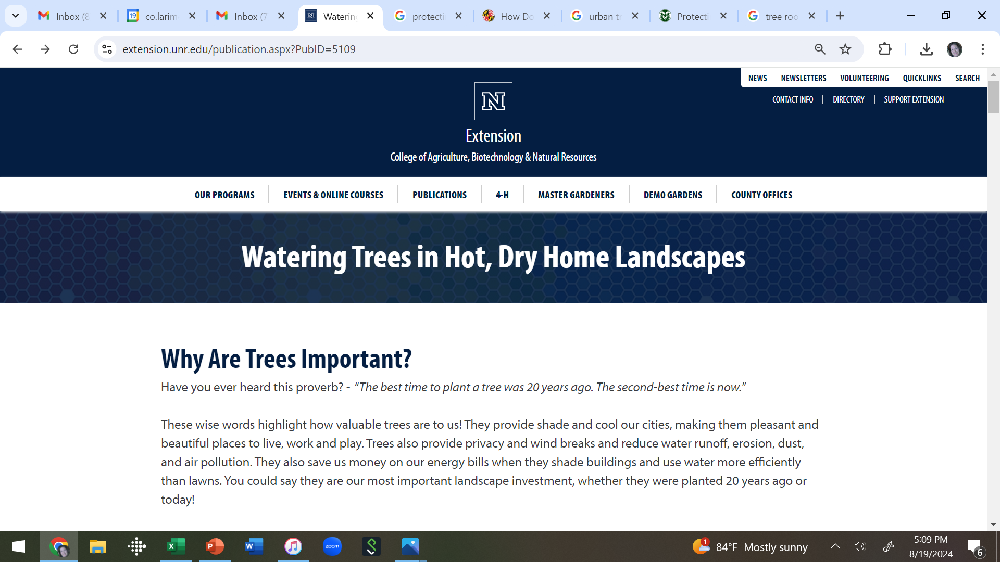 Inbox (8
19
co.larim
Inbox (7
Watering
protecti
How Do
urban tr
Protecti
tree roo
extension.unr.edu/publication.aspx?PubID=5109
NEWS NEWSLETTERS VOLUNTEERING QUICKLINKS SEARCH
CONTACT INFO | DIRECTORY | SUPPORT EXTENSION
N
Extension
College of Agriculture, Biotechnology & Natural Resources
OUR PROGRAMS EVENTS & ONLINE COURSES PUBLICATIONS 4-H MASTER GARDENERS DEMO GARDENS COUNTY OFFICES
Watering Trees in Hot, Dry Home Landscapes
Why Are Trees Important?
Have you ever heard this proverb? - “The best time to plant a tree was 20 years ago. The second-best time is now.”
These wise words highlight how valuable trees are to us! They provide shade and cool our cities, making them pleasant and
beautiful places to live, work and play. Trees also provide privacy and wind breaks and reduce water runoff, erosion, dust,
and air pollution. They also save us money on our energy bills when they shade buildings and use water more efficiently
than lawns. You could say they are our most important landscape investment, whether they were planted 20 years ago or
today!
X
P
W
zoom
1
84°F Mostly sunny
5:09 PM
8/19/2024
6